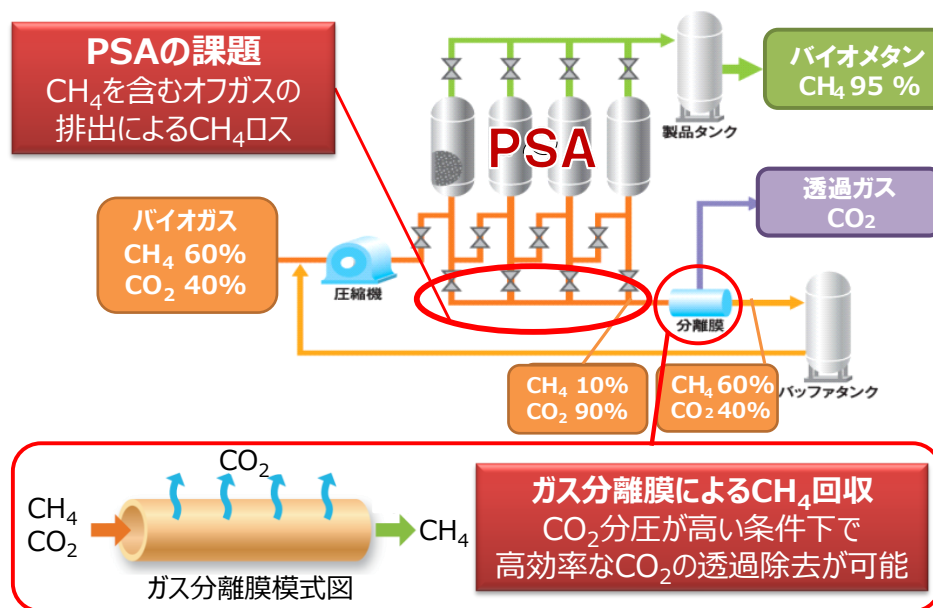 PSAの課題
CH₄を含むオフガスの
排出によるCH₄ロス
PSA
製品タンク
バイオメタン
CH₄ 95 %
透過ガス
CO₂
バイオガス
CH₄ 60%
CO₂ 40%
圧縮機
分離膜
バッファタンク
CH₄ 10%
CO₂ 90%
CH₄ 60%
CO₂ 40%
CO₂
CH₄
CO₂
CH₄
ガス分離膜模式図
ガス分離膜によるCH₄回収
CO₂分圧が高い条件下で
高効率なCO₂の透過除去が可能